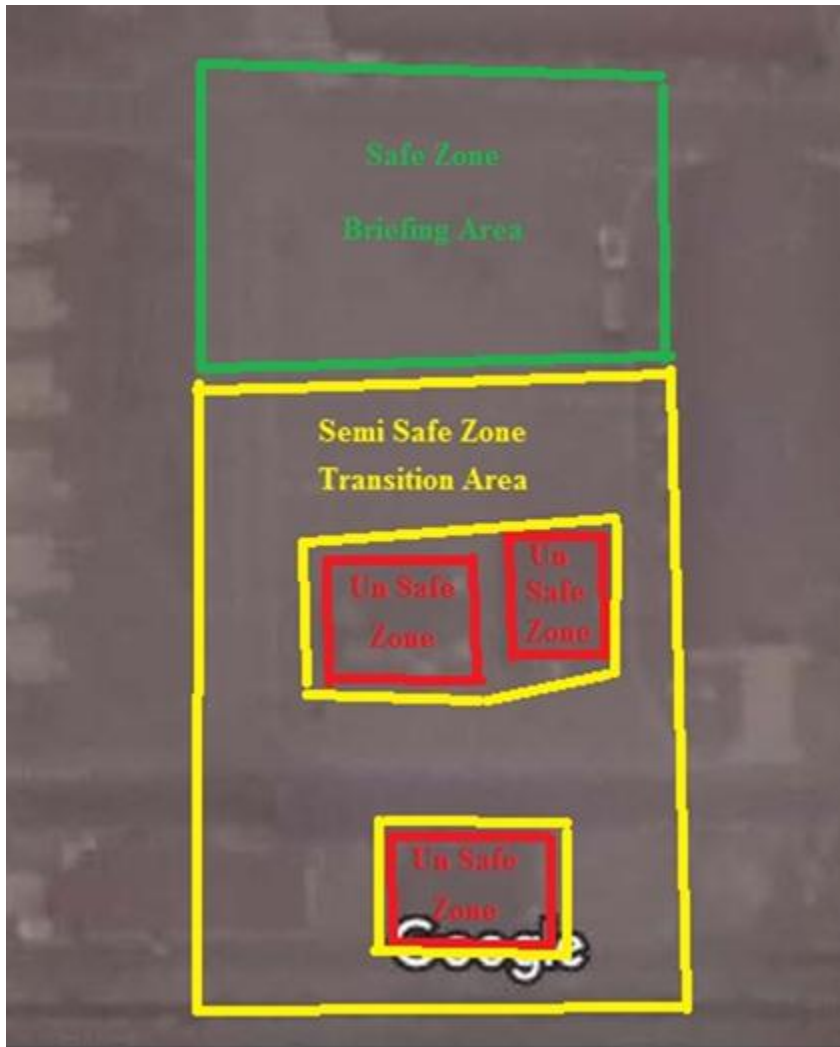 Safe Zone
Briefing Area
Semi Safe Zone
Transition Area
Un Safe
Zone
Un
Safe
Zone
Un Safe
Zone
Google